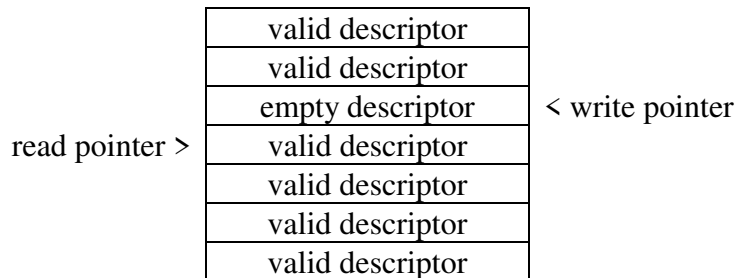 valid descriptor
valid descriptor
empty descriptor < write pointer
read pointer > valid descriptor
valid descriptor
valid descriptor
valid descriptor